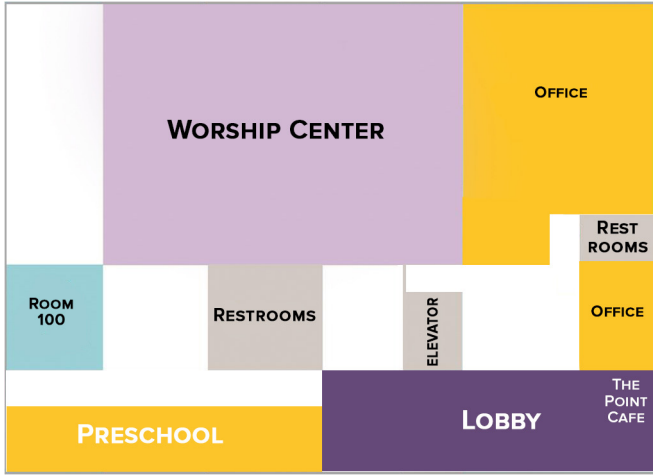 Worship Center
Office
Rest
rooms
Room
100
Restrooms
Elevator
Office
The
Point
Cafe
Lobby
Preschool